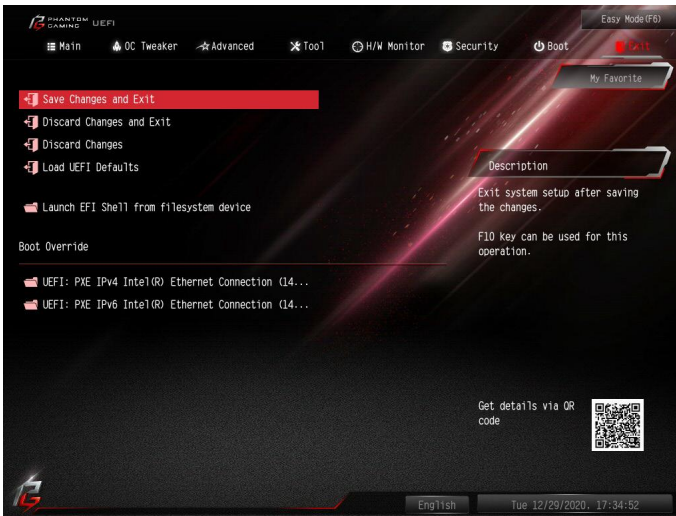 PHANTOM GAMING UEFI
Easy Mode(F6)
Main OC Tweaker Advanced Tool H/W Monitor Security Boot Exit
My Favorite
Save Changes and Exit
Discard Changes and Exit
Discard Changes
Load UEFI Defaults
Launch EFI Shell from filesystem device
Boot Override
UEFI: PXE IPv4 Intel(R) Ethernet Connection (14...
UEFI: PXE IPv6 Intel(R) Ethernet Connection (14...
Description
Exit system setup after saving
the changes.
F10 key can be used for this
operation.
Get details via QR
code
English
Tue 12/29/2020. 17:34:52